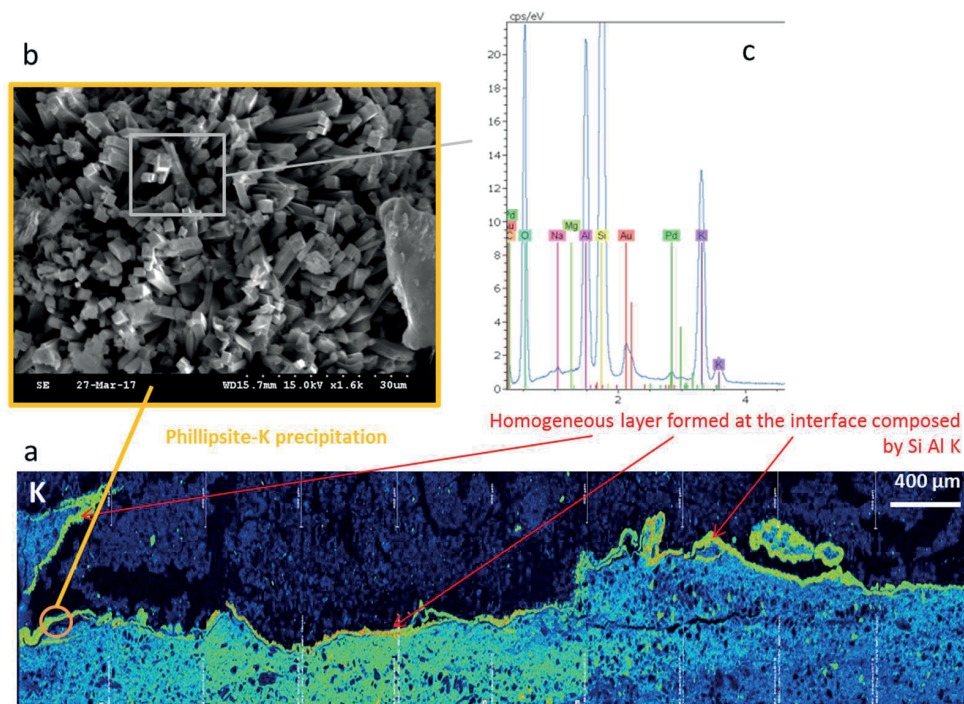 b
SE 27-Mar-17 WD15.7mm 15.0kV x1.6k 30um
cps/eV
c
20
18
16
14
12
10
8
6
4
2
0
C
O
Na
Mg
Al
Si
Au
Pd
K
K
2
4
Phillipsite-K precipitation
Homogeneous layer formed at the interface composed
by Si Al K
a
K
400 µm